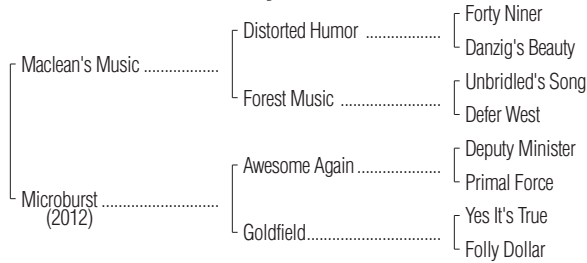 Forty Niner
Distorted Humor ..................
Danzig's Beauty
Maclean's Music ..................
Unbridled's Song
Forest Music ........................
Defer West
Deputy Minister
Awesome Again ...................
Primal Force
Microburst ............................
(2012)
Yes It's True
Goldfield................................
Folly Dollar